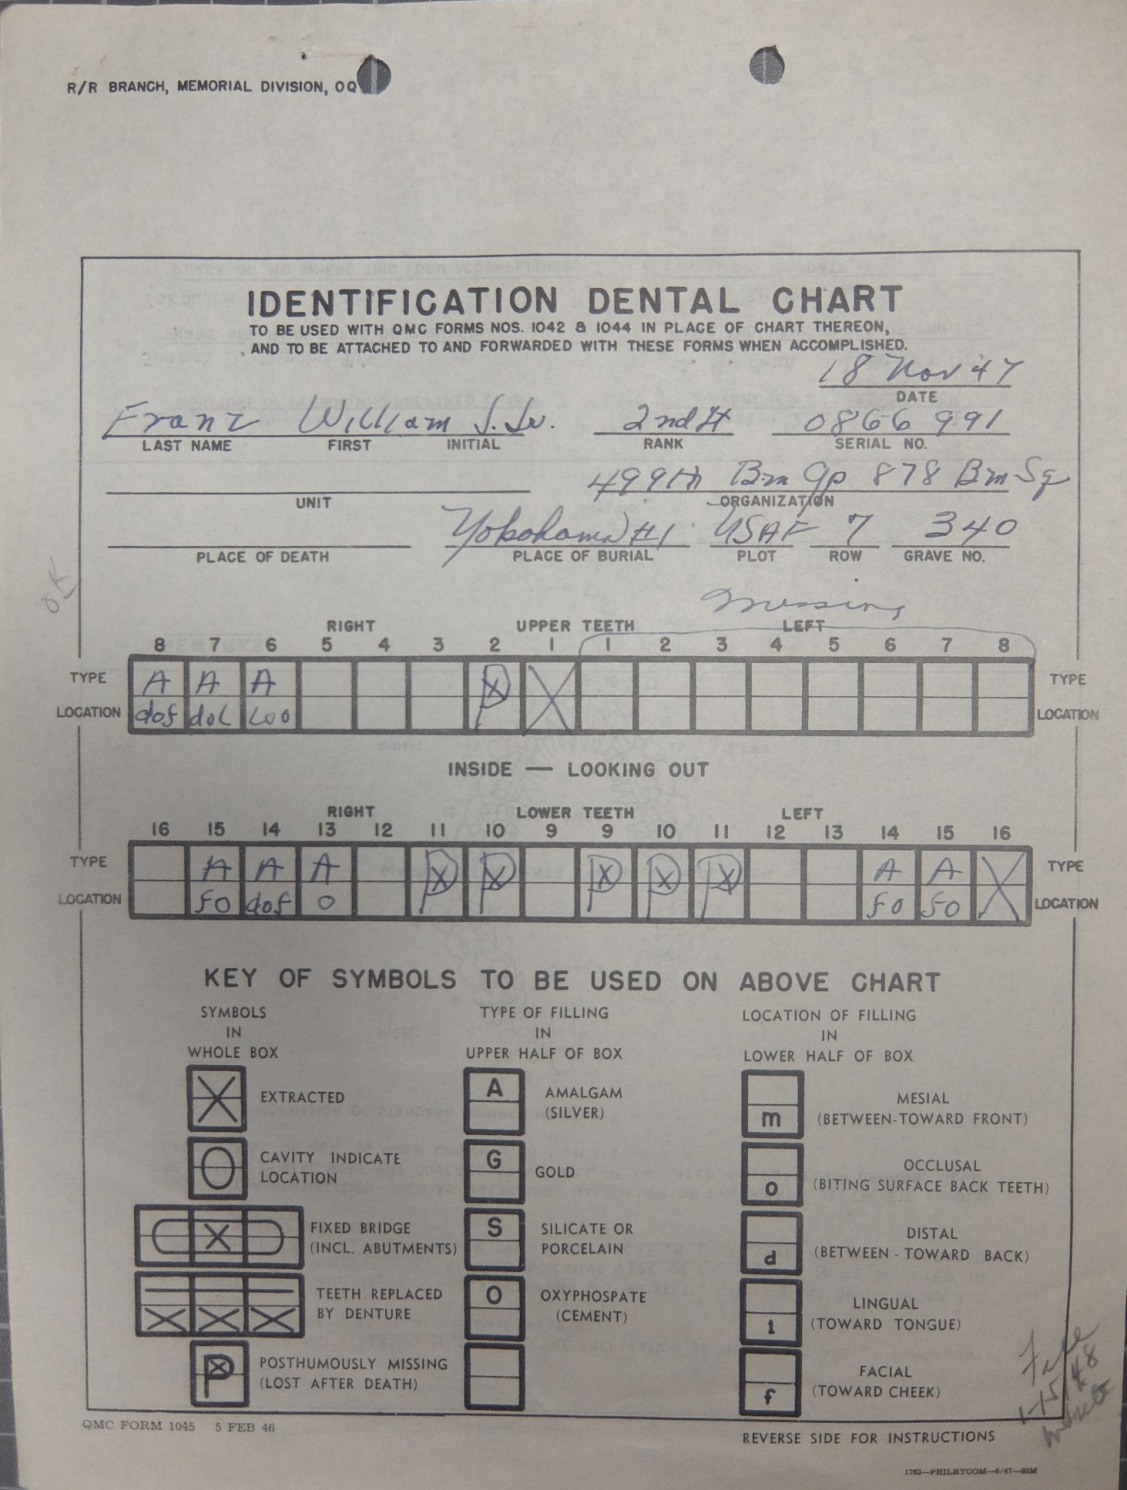 R/R BRANCH, MEMORIAL DIVISION, OQ
IDENTIFICATION DENTAL CHART
TO BE USED WITH QMC FORMS NOS. 1042 & 1044 IN PLACE OF CHART THEREON,
AND TO BE ATTACHED TO AND FORWARDED WITH THESE FORMS WHEN ACCOMPLISHED.
18 Nov 47
DATE
Franz William J. Jr. 2nd Lt 0866991
LAST NAME FIRST INITIAL RANK SERIAL NO.
499th Bm Gp 878 Bm Sq
UNIT ORGANIZATION
Yokohama #1 USAF 7 340
PLACE OF DEATH PLACE OF BURIAL PLOT ROW GRAVE NO.
OK
missing
RIGHT UPPER TEETH LEFT
8 7 6 5 4 3 2 1 1 2 3 4 5 6 7 8
TYPE A A A P X X TYPE
LOCATION dof dol Loo LOCATION
INSIDE — LOOKING OUT
RIGHT LOWER TEETH LEFT
16 15 14 13 12 11 10 9 9 10 11 12 13 14 15 16
TYPE A A A P X P X P X P X P X A A X TYPE
LOCATION fo dof o fo fo LOCATION
KEY OF SYMBOLS TO BE USED ON ABOVE CHART
SYMBOLS IN WHOLE BOX
TYPE OF FILLING IN UPPER HALF OF BOX
LOCATION OF FILLING IN LOWER HALF OF BOX
X EXTRACTED
A AMALGAM (SILVER)
m MESIAL (BETWEEN-TOWARD FRONT)
O CAVITY INDICATE LOCATION
G GOLD
o OCCLUSAL (BITING SURFACE BACK TEETH)
X FIXED BRIDGE (INCL. ABUTMENTS)
S SILICATE OR PORCELAIN
d DISTAL (BETWEEN - TOWARD BACK)
X X X TEETH REPLACED BY DENTURE
O OXYPHOSPATE (CEMENT)
l LINGUAL (TOWARD TONGUE)
P X POSTHUMOUSLY MISSING (LOST AFTER DEATH)
f FACIAL (TOWARD CHEEK)
File
1-15-48
QMC FORM 1045 5 FEB 46
REVERSE SIDE FOR INSTRUCTIONS